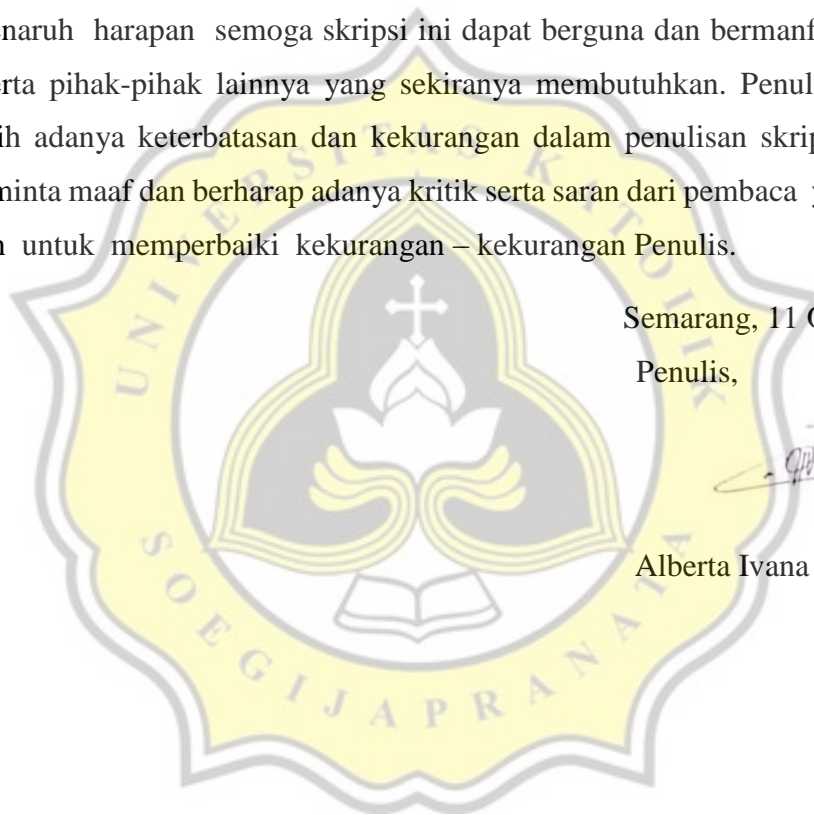 enaruh harapan semoga skripsi ini dapat berguna dan bermanf
erta pihak-pihak lainnya yang sekiranya membutuhkan. Penul
ih adanya keterbatasan dan kekurangan dalam penulisan skrip
minta maaf dan berharap adanya kritik serta saran dari pembaca y
untuk memperbaiki kekurangan – kekurangan Penulis.
Semarang, 11
Penulis,
Alberta Ivana
UNIVERSITAS KATOLIK
SOEGIJAPRANATA